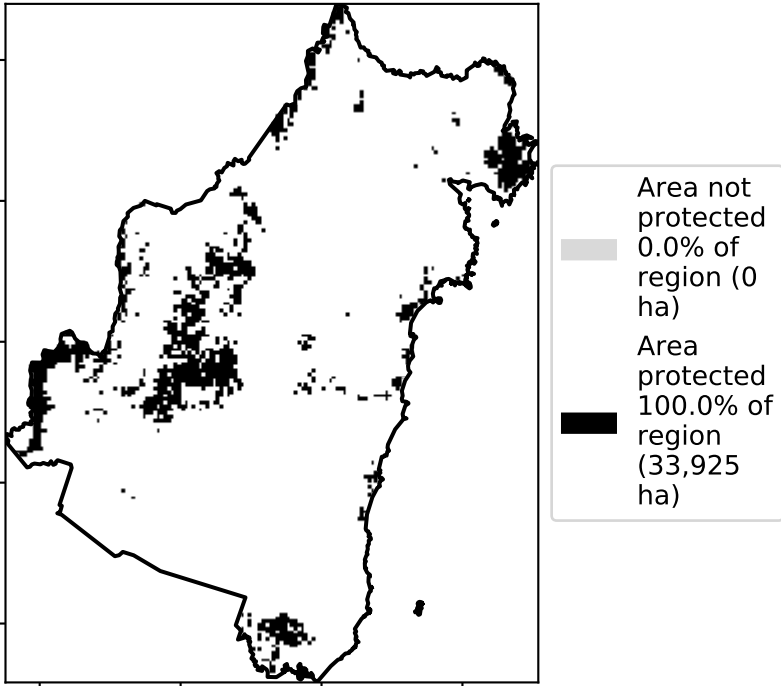 Area not
protected
0.0% of
region (0
ha)
Area
protected
100.0% of
region
(33,925
ha)